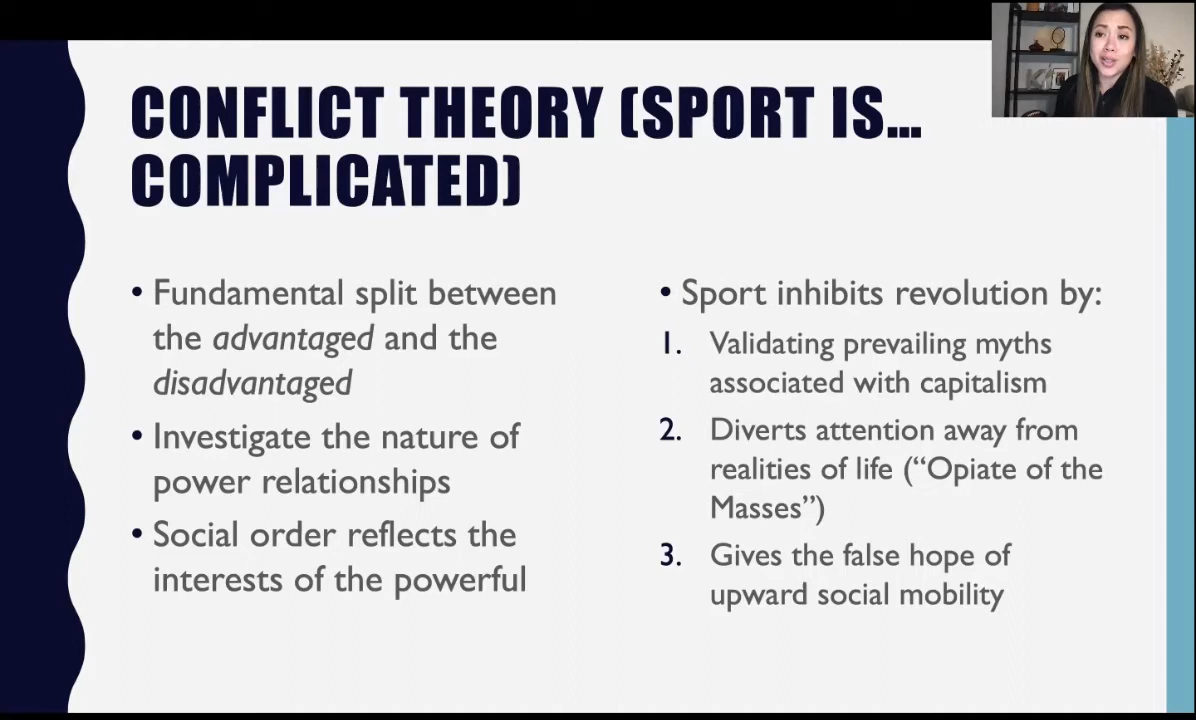 CONFLICT THEORY (SPORT IS...
COMPLICATED)
• Fundamental split between
the advantaged and the
disadvantaged
• Investigate the nature of
power relationships
• Social order reflects the
interests of the powerful
• Sport inhibits revolution by:
1. Validating prevailing myths
associated with capitalism
2. Diverts attention away from
realities of life (“Opiate of the
Masses”)
3. Gives the false hope of
upward social mobility